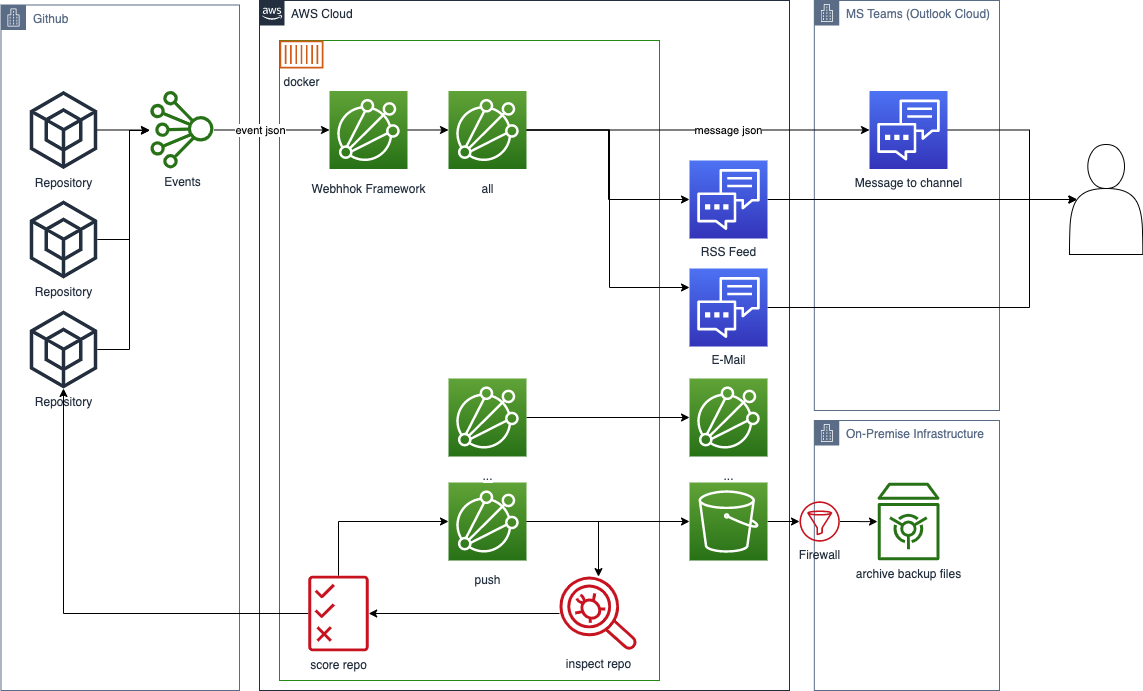 Github
aws
AWS Cloud
MS Teams (Outlook Cloud)
docker
event json
message json
Repository
Events
Webhhok Framework
all
Message to channel
RSS Feed
Repository
E-Mail
Repository
On-Premise Infrastructure
...
...
Firewall
push
archive backup files
score repo
inspect repo